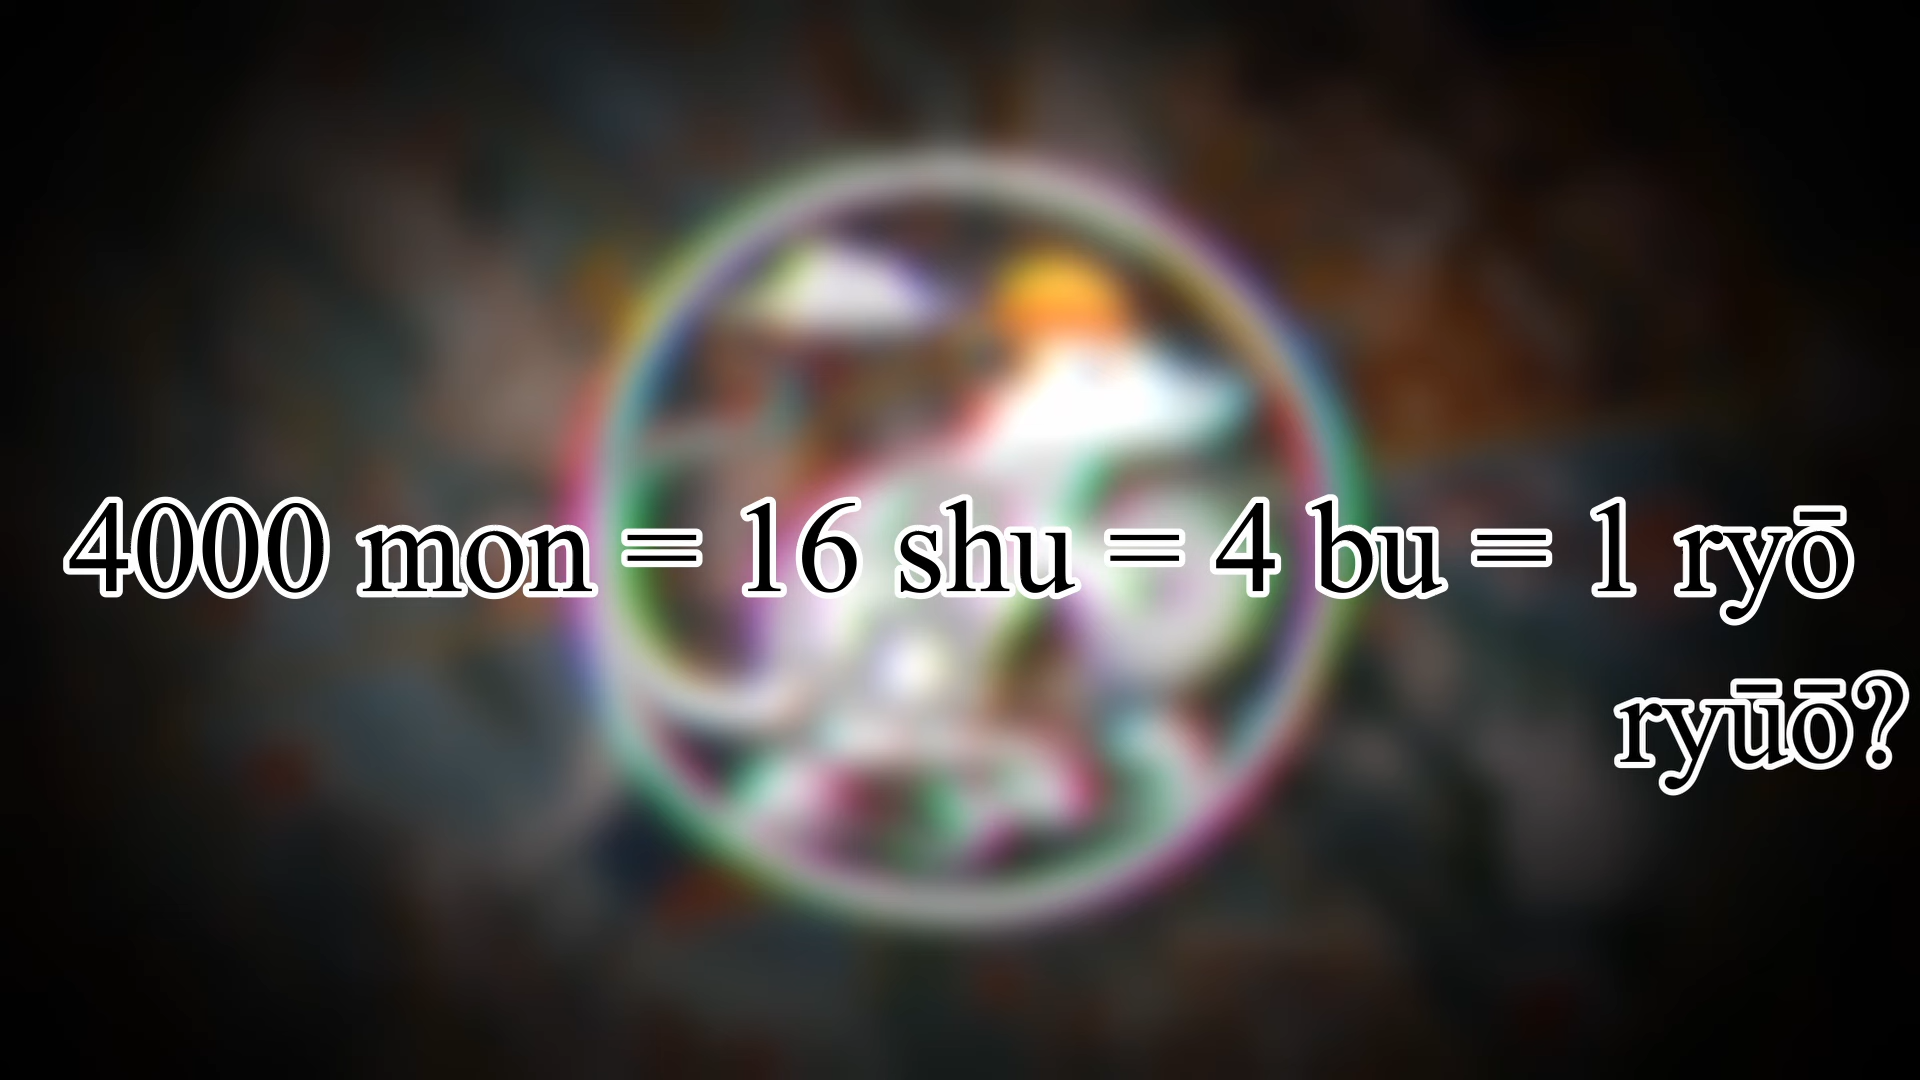 4000 mon = 16 shu = 4 bu = 1 ryō
ryūō?